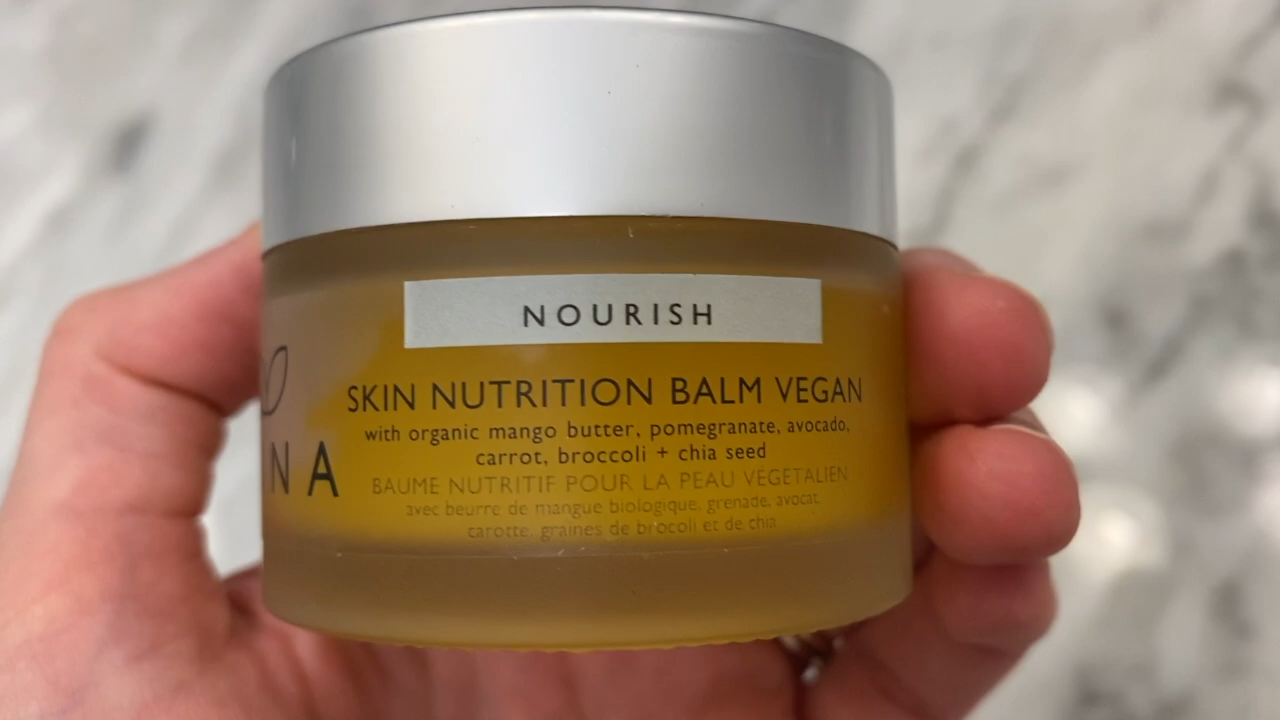 NOURISH
SKIN NUTRITION BALM VEGAN
with organic mango butter, pomegranate, avocado,
carrot, broccoli + chia seed
BAUME NUTRITIF POUR LA PEAU VEGETALIEN
avec beurre de mangue biologique, grenade, avocat
carotte, graines de brocoli et de chia